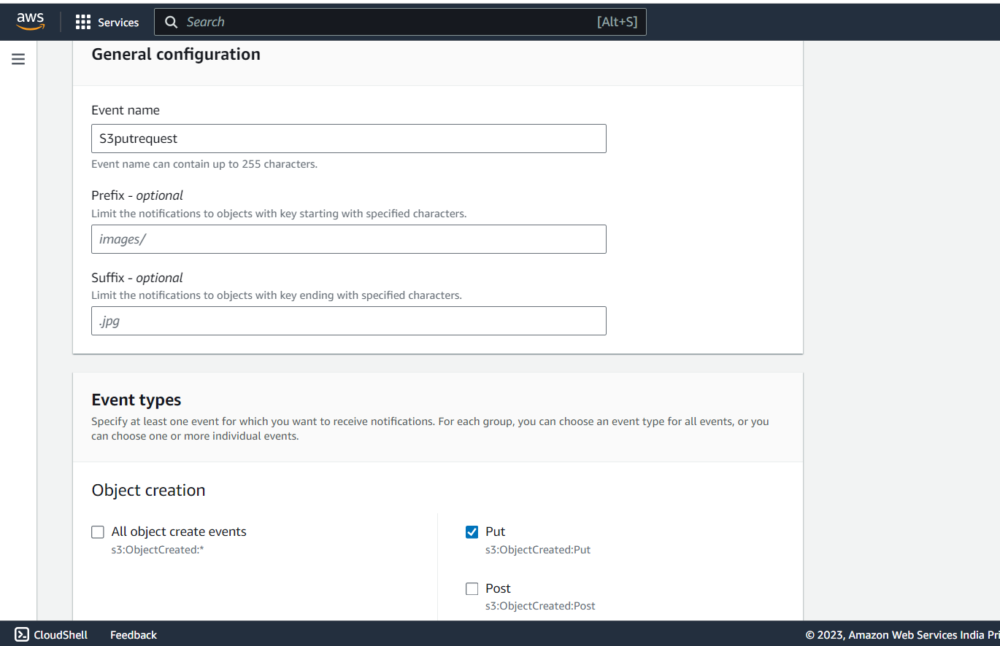 aws
Services
Search
[Alt+S]
General configuration
Event name
S3putrequest
Event name can contain up to 255 characters.
Prefix - optional
Limit the notifications to objects with key starting with specified characters.
images/
Suffix - optional
Limit the notifications to objects with key ending with specified characters.
.jpg
Event types
Specify at least one event for which you want to receive notifications. For each group, you can choose an event type for all events, or you
can choose one or more individual events.
Object creation
All object create events
s3:ObjectCreated:*
Put
s3:ObjectCreated:Put
Post
s3:ObjectCreated:Post
CloudShell
Feedback
© 2023, Amazon Web Services India Pri